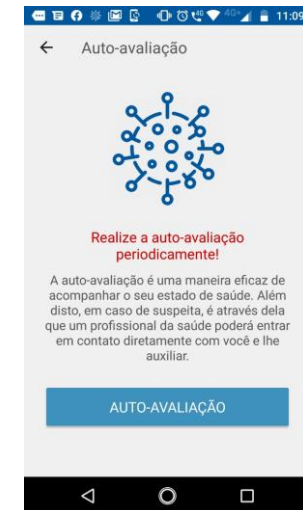 4G+ 11:09
Auto-avaliação
Realize a auto-avaliação
periodicamente!
A auto-avaliação é uma maneira eficaz de
acompanhar o seu estado de saúde. Além
disto, em caso de suspeita, é através dela
que um profissional da saúde poderá entrar
em contato diretamente com você e lhe
auxiliar.
AUTO-AVALIAÇÃO